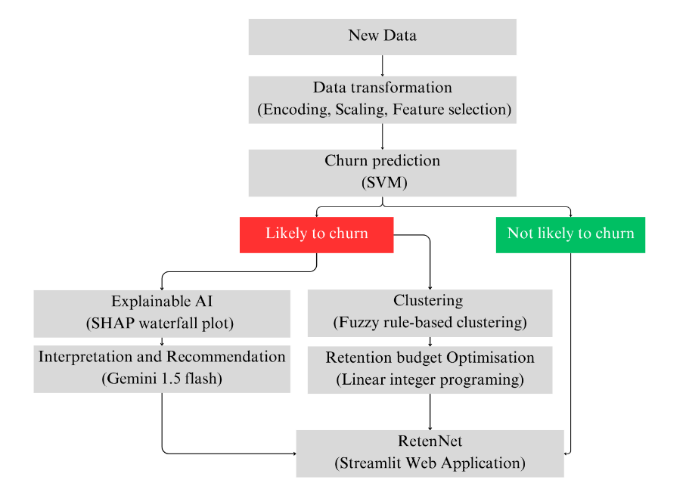 New Data
Data transformation
(Encoding, Scaling, Feature selection)
Churn prediction
(SVM)
Likely to churn
Not likely to churn
Explainable AI
(SHAP waterfall plot)
Clustering
(Fuzzy rule-based clustering)
Interpretation and Recommendation
(Gemini 1.5 flash)
Retention budget Optimisation
(Linear integer programing)
RetenNet
(Streamlit Web Application)